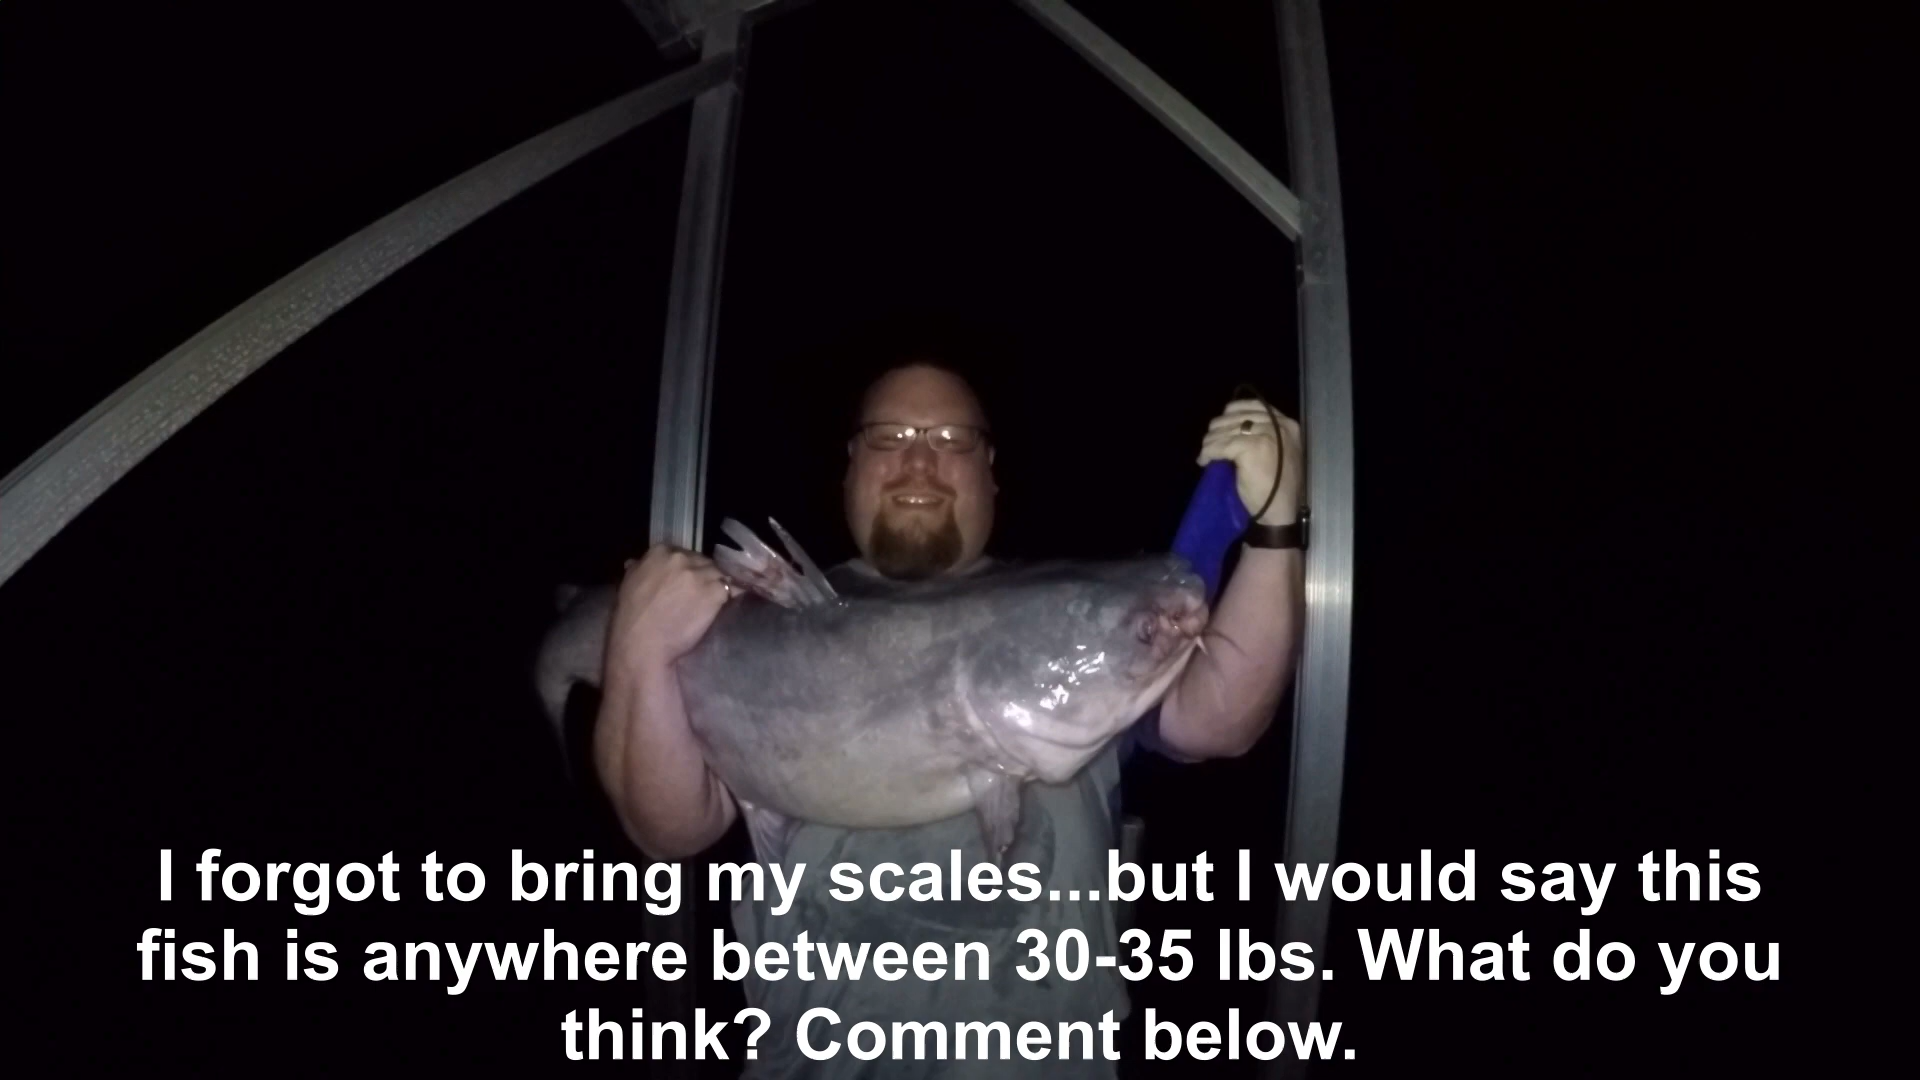 I forgot to bring my scales...but I would say this
fish is anywhere between 30-35 lbs. What do you
think? Comment below.